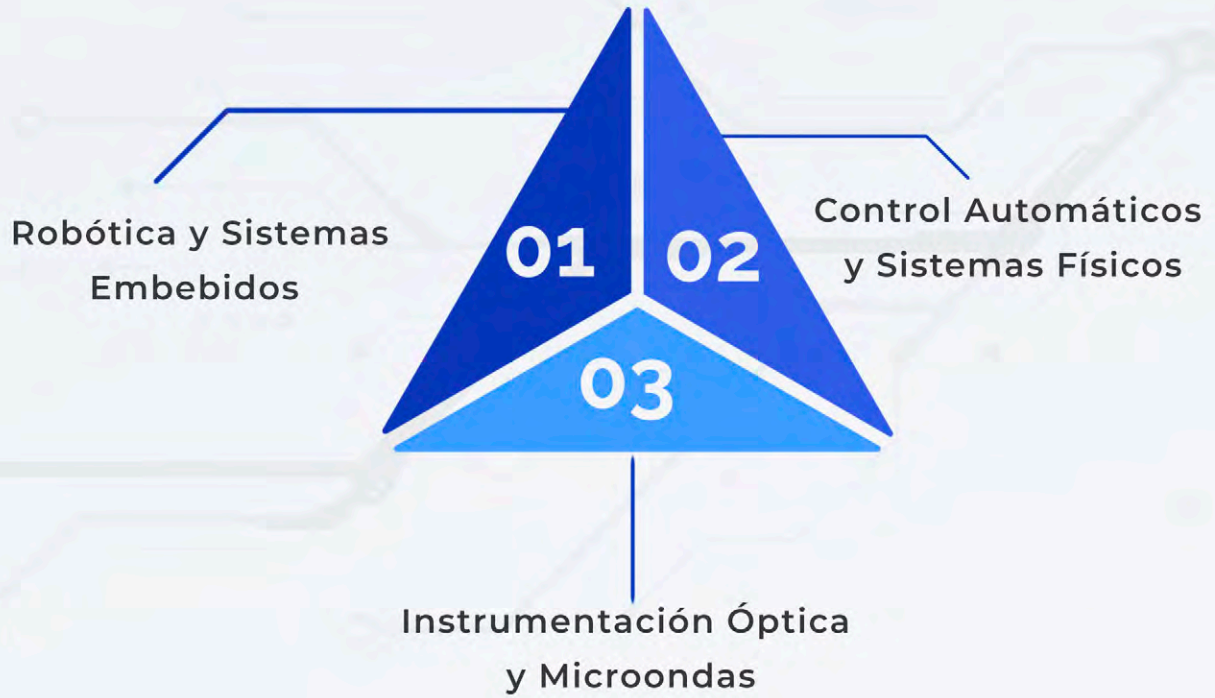 01
Robótica y Sistemas
Embebidos
02
Control Automáticos
y Sistemas Físicos
03
Instrumentación Óptica
y Microondas